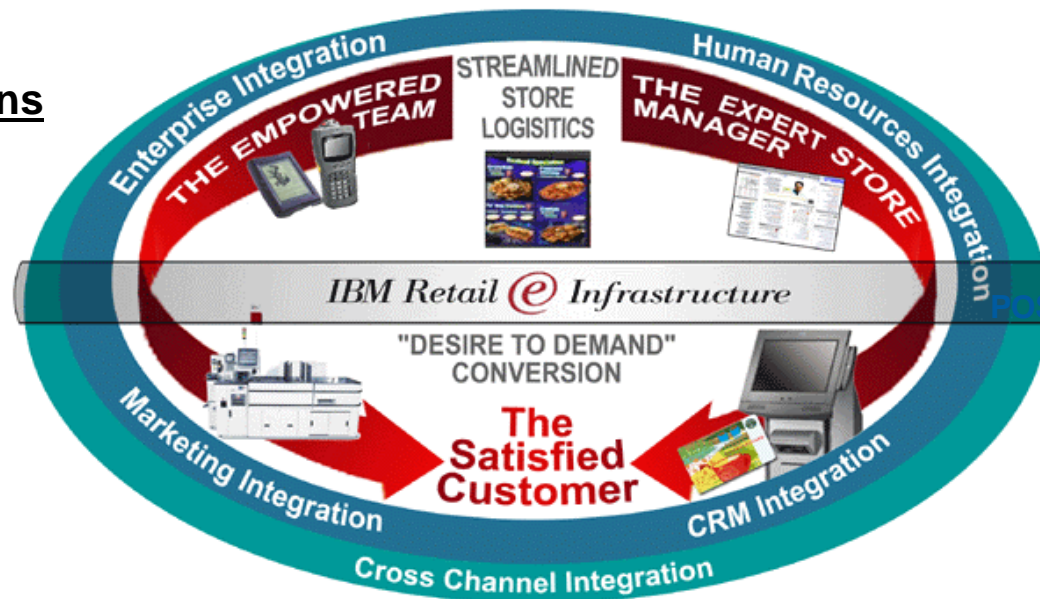 ns
Enterprise Integration
Human Resources Integration
THE EMPOWERED
TEAM
STREAMLINED
STORE
LOGISITICS
THE EXPERT STORE
MANAGER
IBM Retail e Infrastructure
PO
"DESIRE TO DEMAND"
CONVERSION
The
Satisfied
Customer
Marketing Integration
CRM Integration
Cross Channel Integration